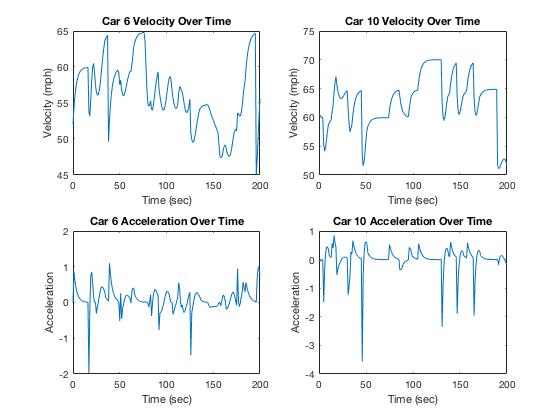 Car 6 Velocity Over Time
Velocity (mph)
65
60
55
50
45
0 50 100 150 200
Time (sec)
Car 10 Velocity Over Time
Velocity (mph)
75
70
65
60
55
50
0 50 100 150 200
Time (sec)
Car 6 Acceleration Over Time
Acceleration
2
1
0
-1
-2
0 50 100 150 200
Time (sec)
Car 10 Acceleration Over Time
Acceleration
1
0
-1
-2
-3
-4
0 50 100 150 200
Time (sec)